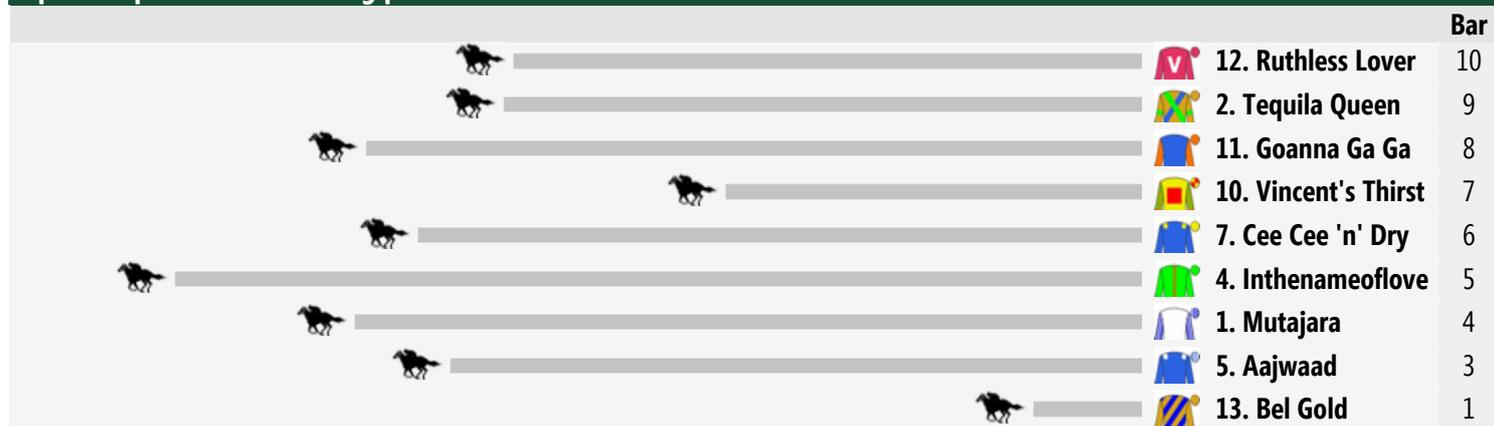 Bar
12. Ruthless Lover 10
2. Tequila Queen 9
11. Goanna Ga Ga 8
V
10. Vincent's Thirst 7
7. Cee Cee 'n' Dry 6
4. Inthenameoflove 5
1. Mutajara 4
5. Aajwaad 3
13. Bel Gold 1